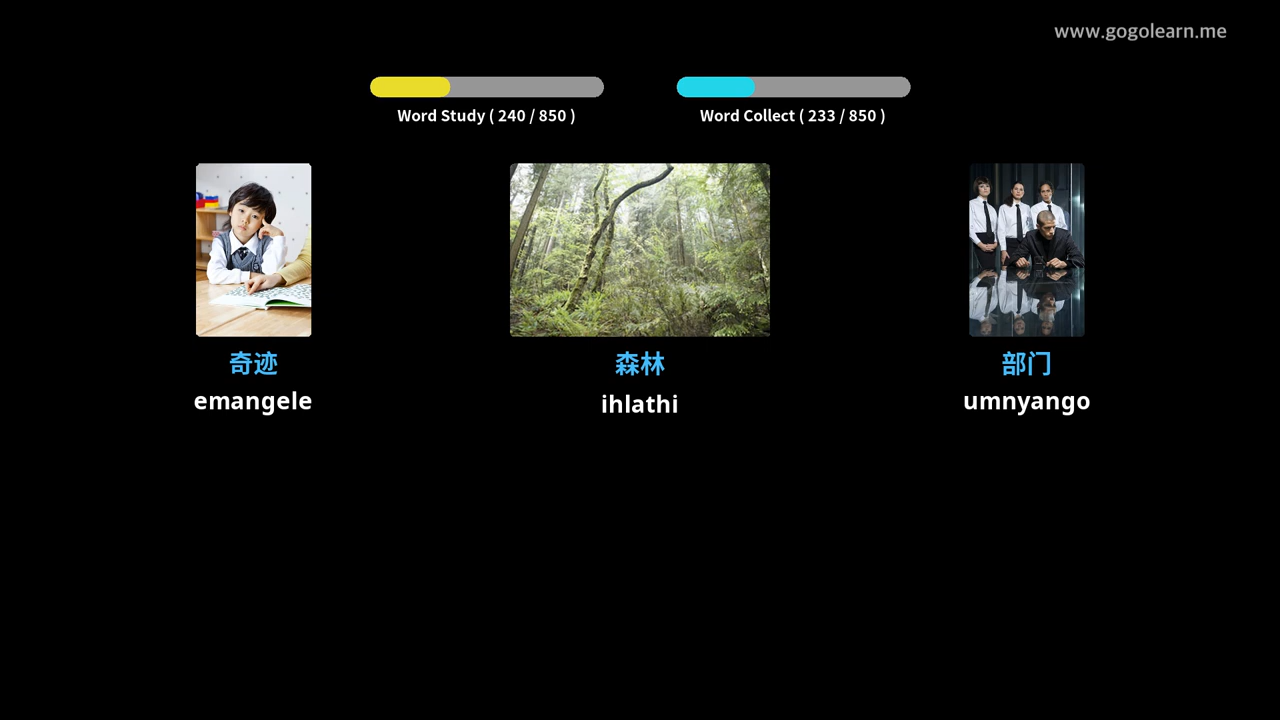 www.gogolearn.me
Word Study ( 240 / 850 )
Word Collect ( 233 / 850 )
奇迹
森林
部门
emangele
ihlathi
umnyango